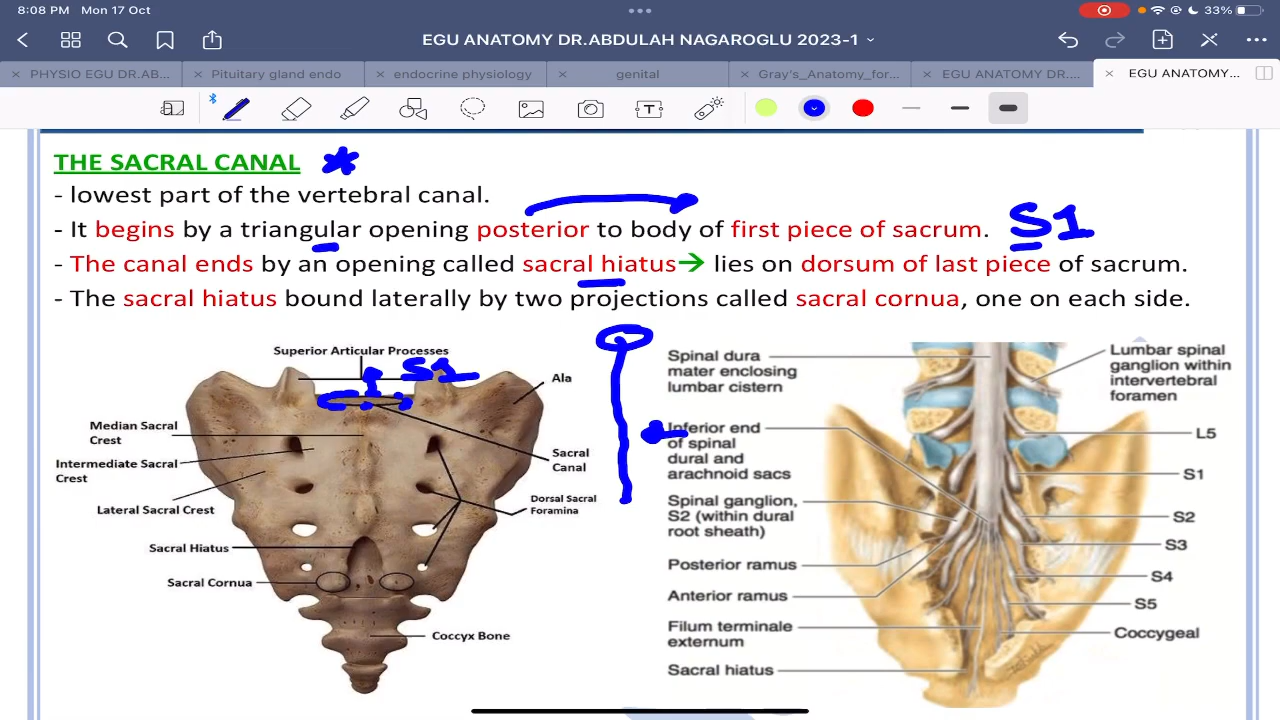 8:08 PM Mon 17 Oct
33%
EGU ANATOMY DR.ABDULAH NAGAROGLU 2023-1
PHYSIO EGU DR.AB...
Pituitary gland endo
endocrine physiology
genital
Gray's_Anatomy_for...
EGU ANATOMY DR....
EGU ANATOMY...
T
THE SACRAL CANAL
- lowest part of the vertebral canal.
- It begins by a triangular opening posterior to body of first piece of sacrum. S1
- The canal ends by an opening called sacral hiatus→ lies on dorsum of last piece of sacrum.
- The sacral hiatus bound laterally by two projections called sacral cornua, one on each side.
Superior Articular Processes
S1
Ala
Median Sacral
Crest
Intermediate Sacral
Crest
Lateral Sacral Crest
Sacral Hiatus
Sacral Cornua
Sacral
Canal
Dorsal Sacral
Foramina
Coccyx Bone
Spinal dura
mater enclosing
lumbar cistern
Inferior end
of spinal
dural and
arachnoid sacs
Spinal ganglion,
S2 (within dural
root sheath)
Posterior ramus
Anterior ramus
Filum terminale
externum
Sacral hiatus
Lumbar spinal
ganglion within
intervertebral
foramen
L5
S1
S2
S3
S4
S5
Coccygeal